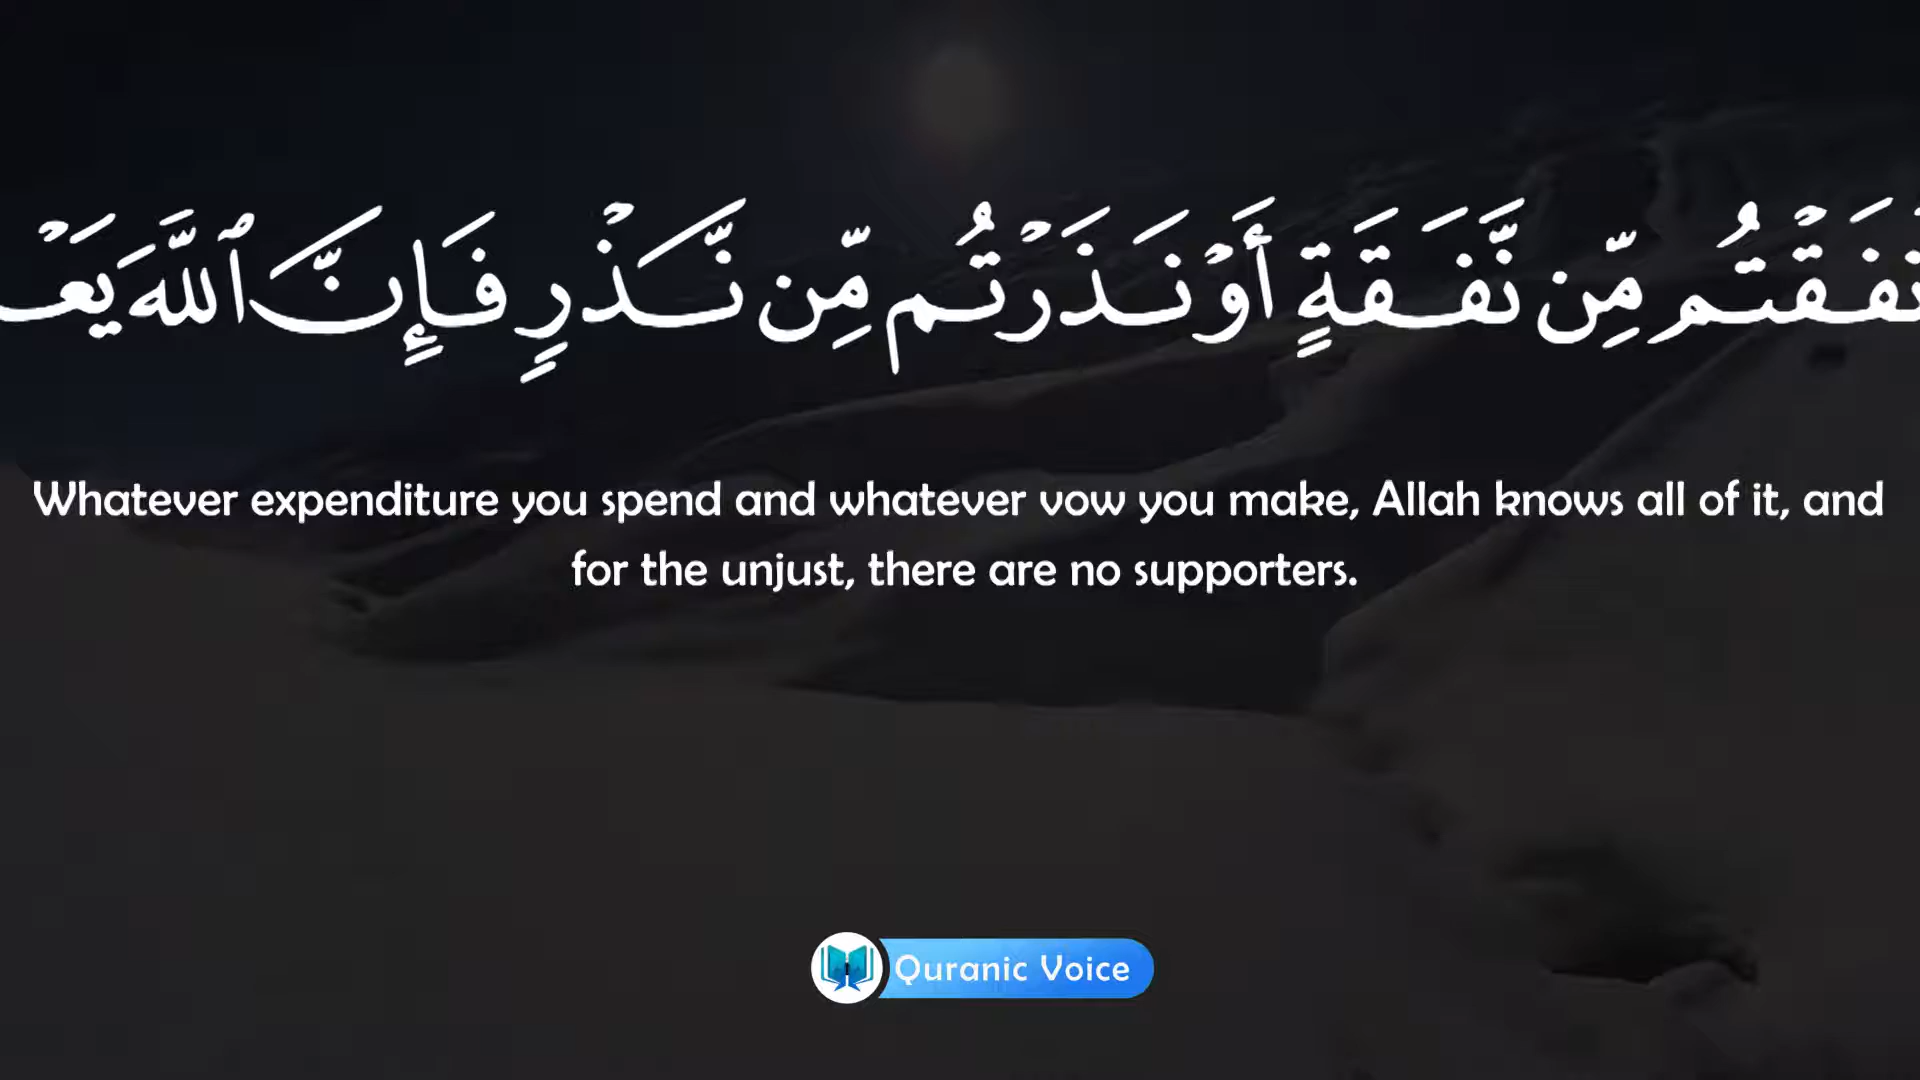 نفَقْتُم مِّن نَّفَقَةٍ أَوْ نَذَرْتُم مِّن نَّذْرٍ فَإِنَّ ٱللَّهَ يَعْ
Whatever expenditure you spend and whatever vow you make, Allah knows all of it, and
for the unjust, there are no supporters.
Quranic Voice